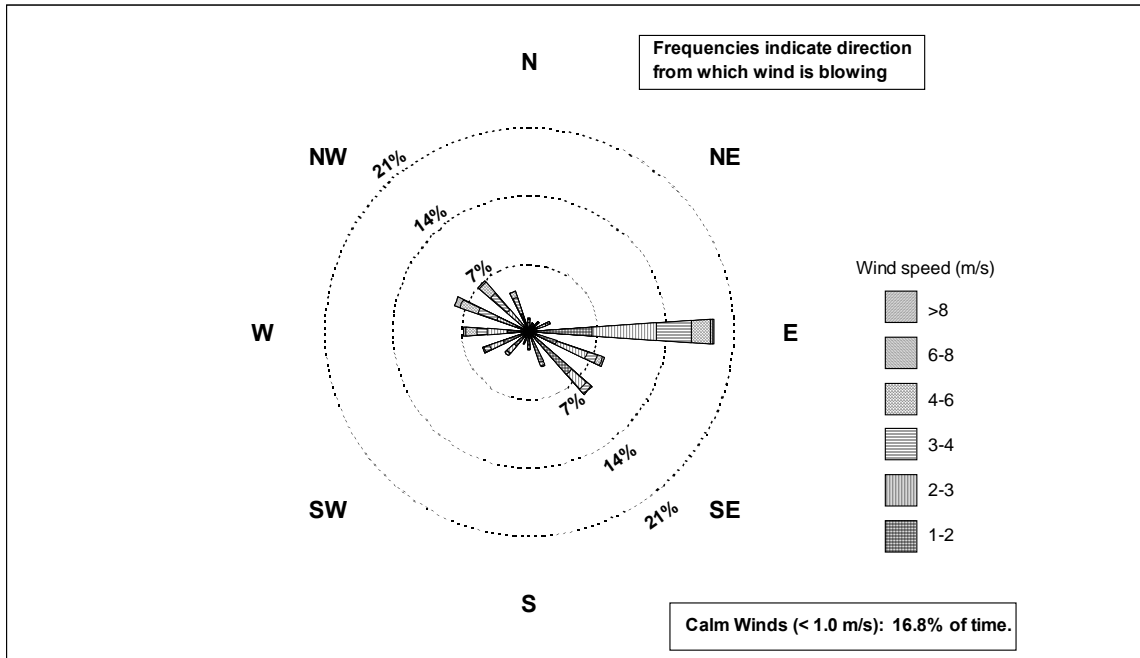 Frequencies indicate direction
from which wind is blowing
N
NW
NE
21%
14%
7%
Wind speed (m/s)
>8
W
E
6-8
4-6
7%
3-4
14%
2-3
SW
21%
SE
1-2
S
Calm Winds (< 1.0 m/s): 16.8% of time.